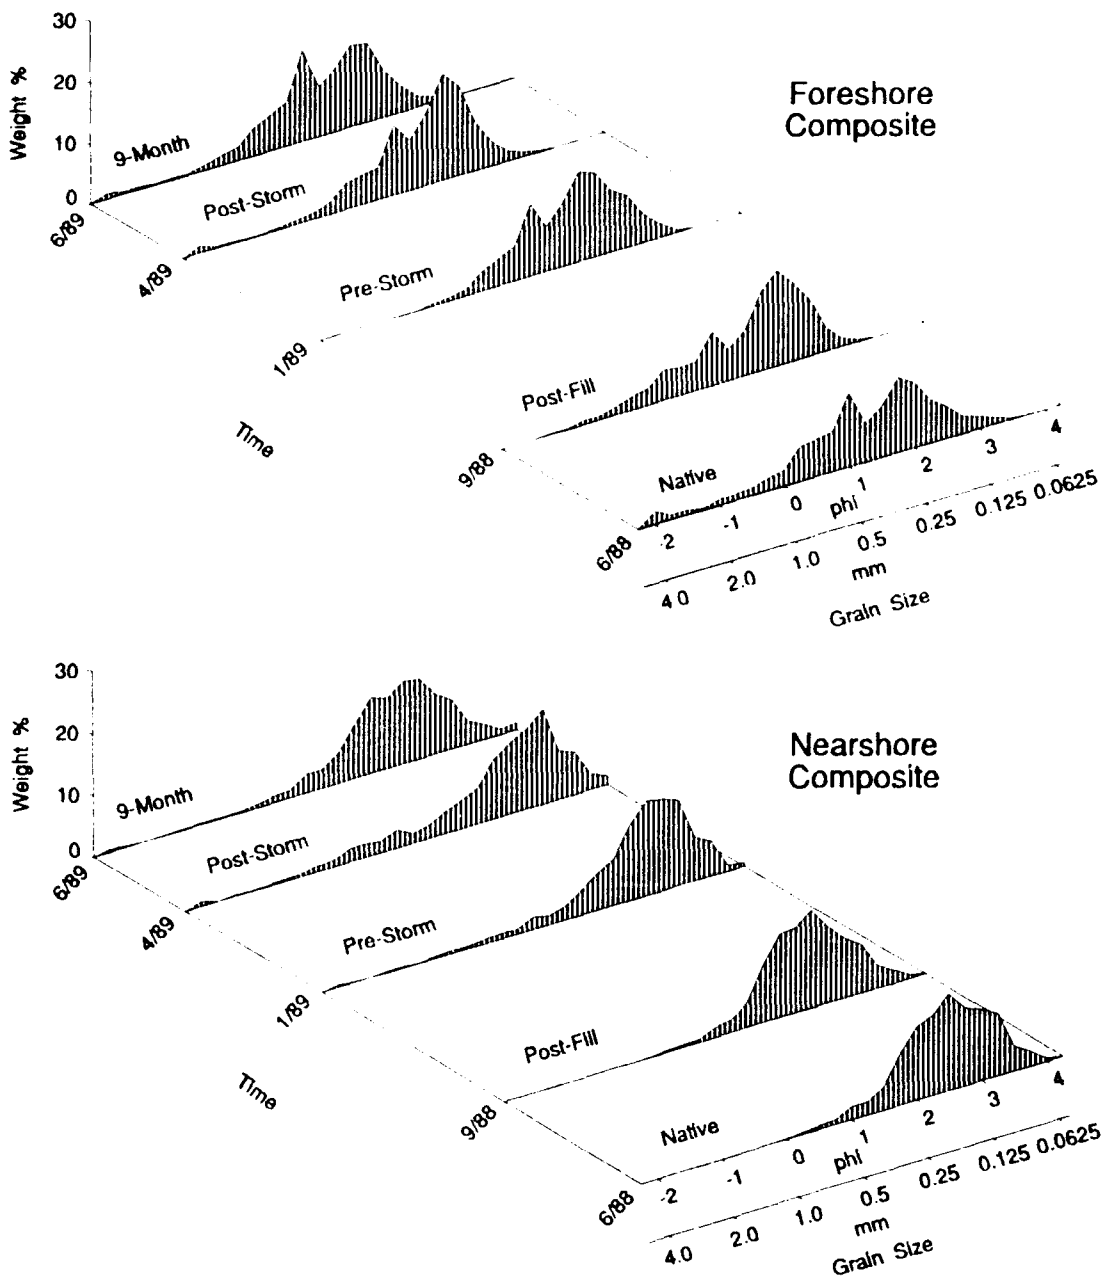 Foreshore
Composite
Weight %
30
20
10
0
9-Month
Post-Storm
Pre-Storm
Post-Fill
Native
6/89
4/89
1/89
9/88
6/88
Time
-2 -1 0 1 2 3 4
phi
4.0 2.0 1.0 0.5 0.25 0.125 0.0625
mm
Grain Size
Nearshore
Composite
Weight %
30
20
10
0
9-Month
Post-Storm
Pre-Storm
Post-Fill
Native
6/89
4/89
1/89
9/88
6/88
Time
-2 -1 0 1 2 3 4
phi
4.0 2.0 1.0 0.5 0.25 0.125 0.0625
mm
Grain Size